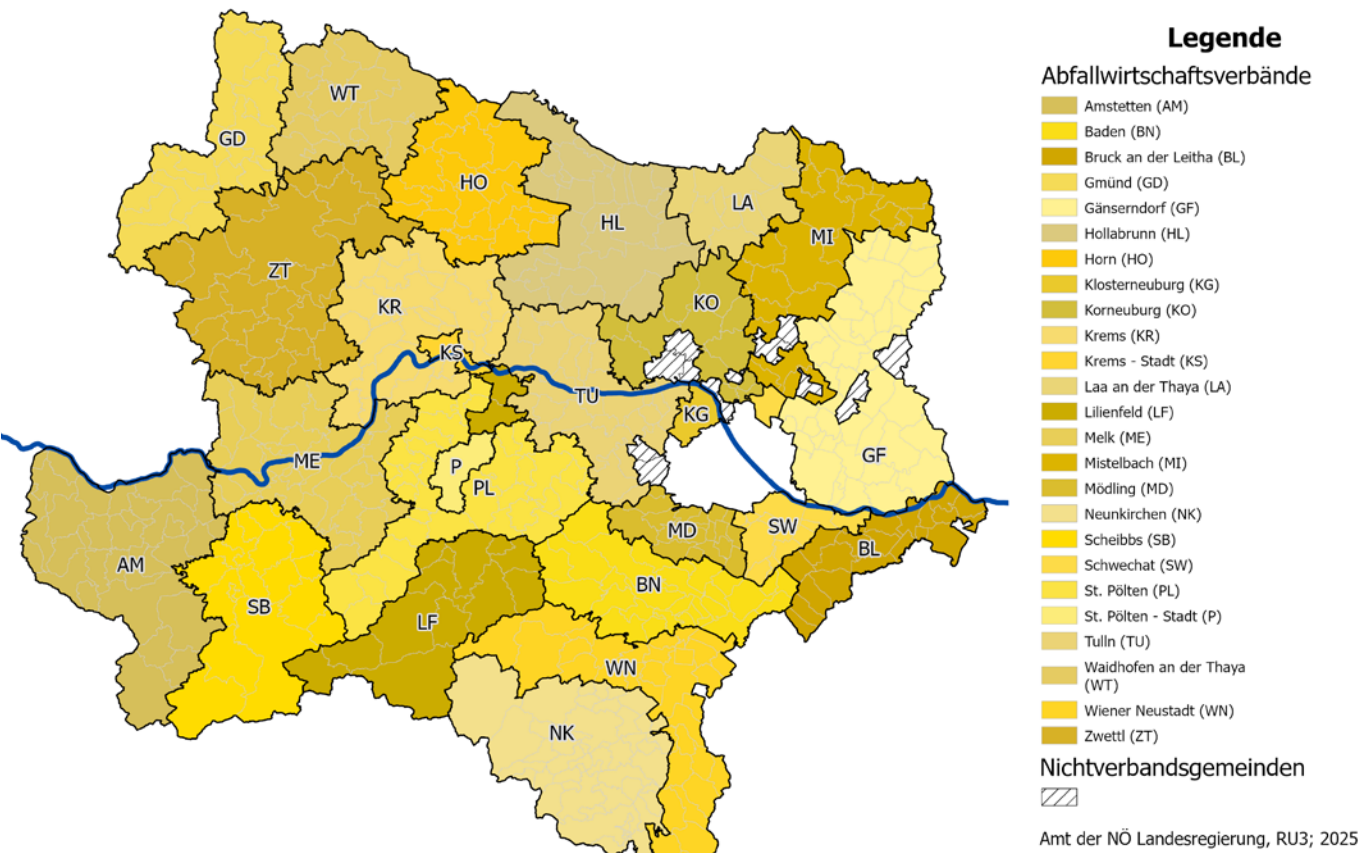 WT
GD
HO
LA
HL
MI
ZT
KO
KR
KS
TU
KG
GF
ME
P
PL
SW
MD
BL
AM
BN
SB
LF
WN
NK
Legende
Abfallwirtschaftsverbände
Amstetten (AM)
Baden (BN)
Bruck an der Leitha (BL)
Gmünd (GD)
Gänserndorf (GF)
Hollabrunn (HL)
Horn (HO)
Klosterneuburg (KG)
Korneuburg (KO)
Krems (KR)
Krems - Stadt (KS)
Laa an der Thaya (LA)
Lilienfeld (LF)
Melk (ME)
Mistelbach (MI)
Mödling (MD)
Neunkirchen (NK)
Scheibbs (SB)
Schwechat (SW)
St. Pölten (PL)
St. Pölten - Stadt (P)
Tulln (TU)
Waidhofen an der Thaya
(WT)
Wiener Neustadt (WN)
Zwettl (ZT)
Nichtverbandsgemeinden
Amt der NÖ Landesregierung, RU3; 2025